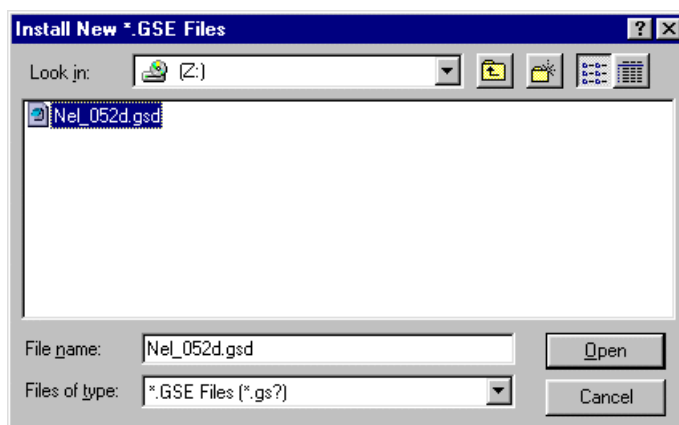 Install New *.GSE Files
Look in: (Z:)
Nel_052d.gsd
File name: Nel_052d.gsd Open
Files of type: *.GSE Files (*.gs?) Cancel